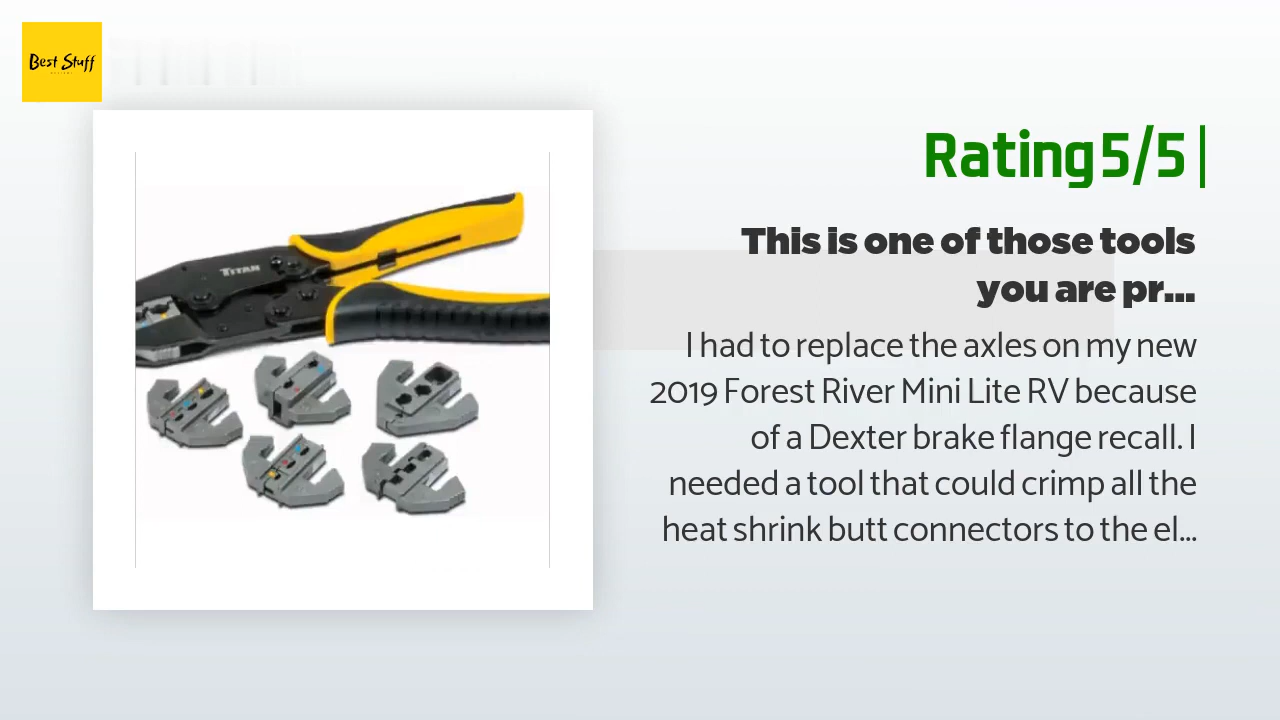 Best Stuff
Rating 5/5 |
This is one of those tools
you are pr...
I had to replace the axles on my new
2019 Forest River Mini Lite RV because
of a Dexter brake flange recall. I
needed a tool that could crimp all the
heat shrink butt connectors to the el...
TITAN